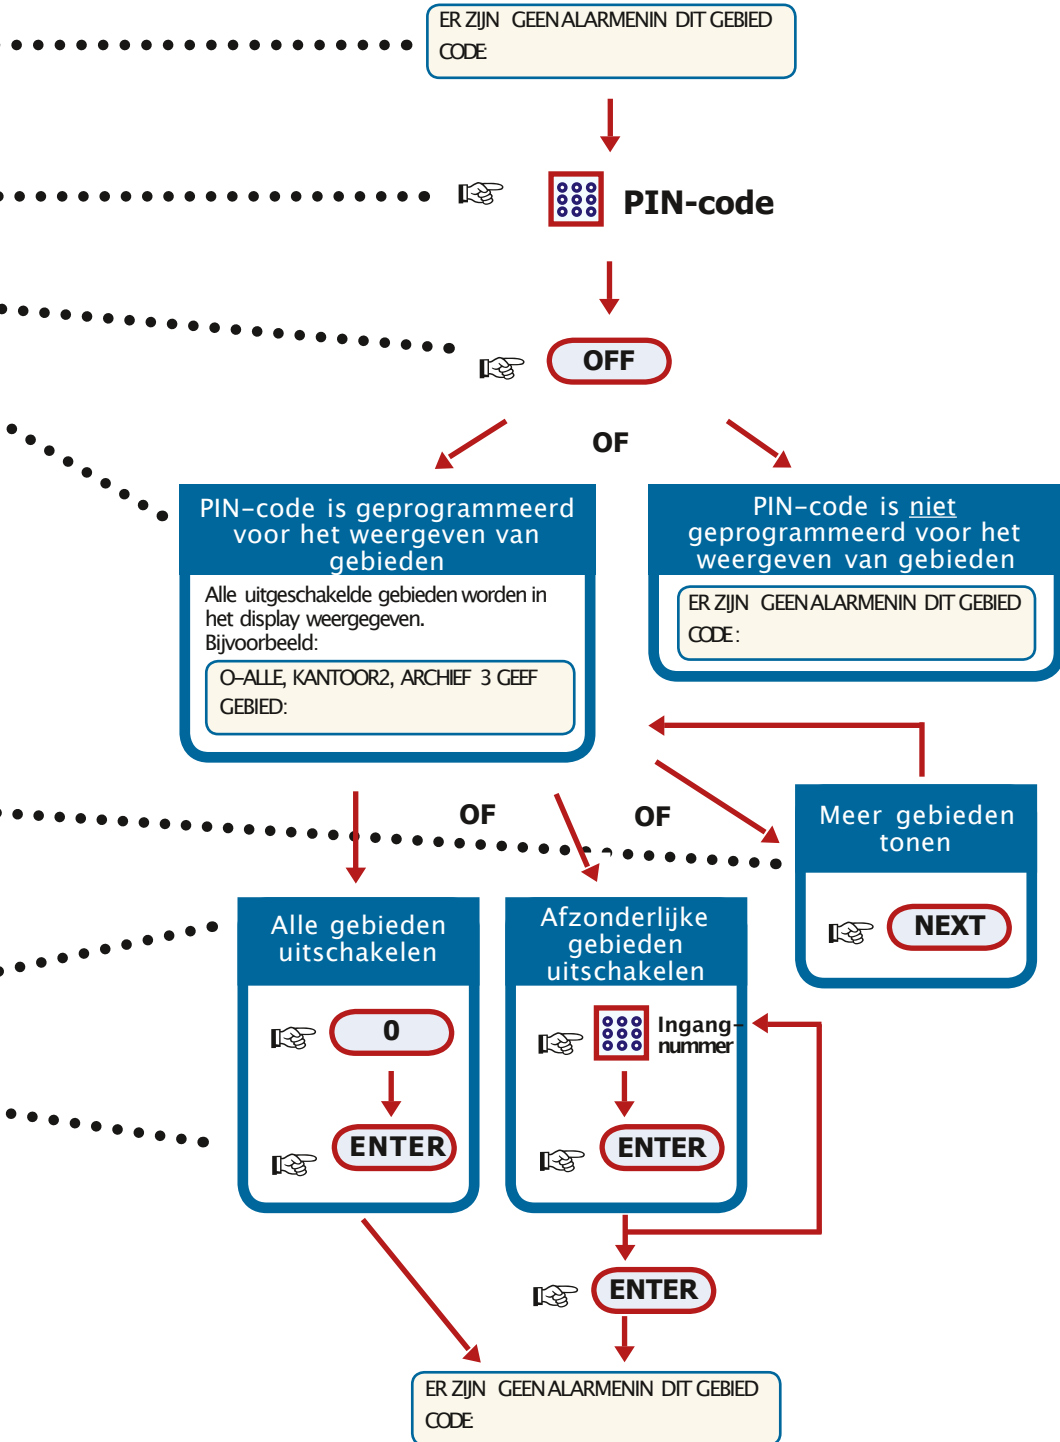 ER ZIJN GEEN ALARMEN IN DIT GEBIED
CODE:
PIN-code
OFF
OF
PIN-code is geprogrammeerd
voor het weergeven van
gebieden
Alle uitgeschakelde gebieden worden in
het display weergegeven.
Bijvoorbeeld:
O-ALLE, KANTOOR2, ARCHIEF 3 GEEF
GEBIED:
PIN-code is niet
geprogrammeerd voor het
weergeven van gebieden
ER ZIJN GEEN ALARMEN IN DIT GEBIED
CODE:
OF
OF
Meer gebieden
tonen
NEXT
Alle gebieden
uitschakelen
0
ENTER
Afzonderlijke
gebieden
uitschakelen
Ingang-
nummer
ENTER
ENTER
ER ZIJN GEEN ALARMEN IN DIT GEBIED
CODE: